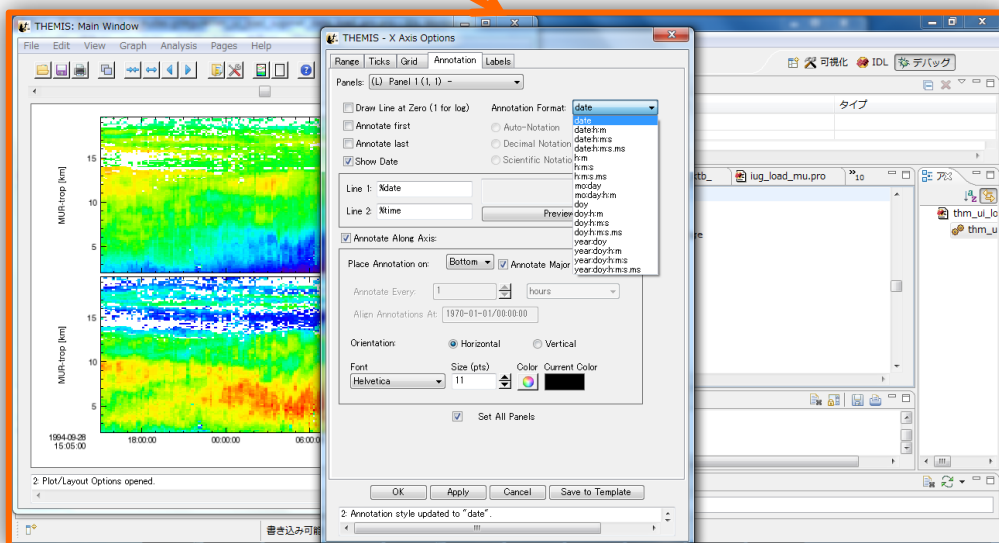 THEMIS: Main Window
File Edit View Graph Analysis Pages Help
MUR-trop [km]
15
10
5
MUR-trop [km]
15
10
5
1994-09-28
15:05:00
18:00:00 00:00:00 06:00:0
2: Plot/Layout Options opened.
書き込み可能
THEMIS - X Axis Options
Range Ticks Grid Annotation Labels
Panels: (L) Panel 1 (1, 1) -
Draw Line at Zero (1 for log) Annotation Format: date
Annotate first Auto-Notation
Annotate last Decimal Notation
Show Date Scientific Notatio
date
date:h:m
date:h:m:s
date:h:m:s.ms
h:m
h:m:s
h:m:s.ms
mo:day
mo:day:h:m
doy
doy:h:m
doy:h:m:s
doy:h:m:s.ms
year:doy
year:doy:h:m
year:doy:h:m:s
year:doy:h:m:s.ms
Line 1: %date
Line 2: %time Preview
Annotate Along Axis:
Place Annotation on: Bottom Annotate Major
Annotate Every: 1 hours
Align Annotations At: 1970-01-01/00:00:00
Orientation: Horizontal Vertical
Font Size (pts) Color Current Color
Helvetica 11
Set All Panels
OK Apply Cancel Save to Template
2: Annotation style updated to "date".
可視化 IDL デバッグ
タイプ
tb_ iug_load_mu.pro »10
アウ
thm_ui_lo
thm_u
re